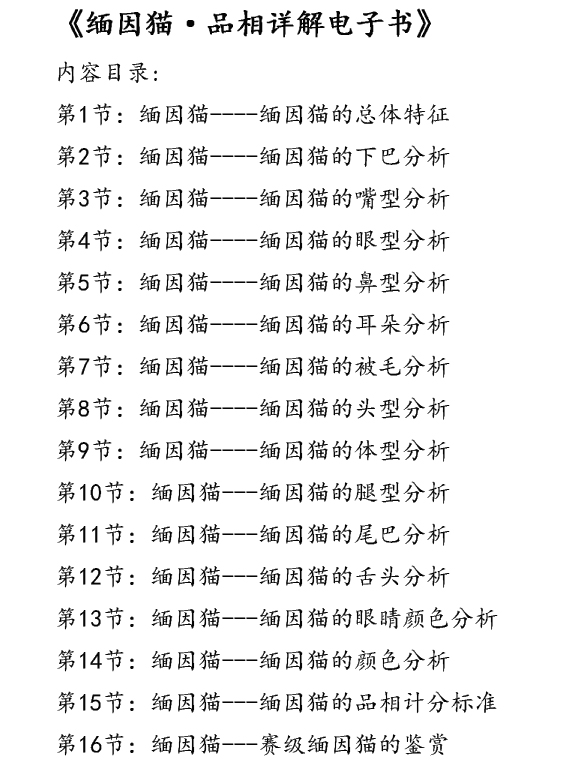 《缅因猫·品相详解电子书》
内容目录:
第1节: 缅因猫----缅因猫的总体特征
第2节: 缅因猫----缅因猫的下巴分析
第3节: 缅因猫----缅因猫的嘴型分析
第4节: 缅因猫----缅因猫的眼型分析
第5节: 缅因猫----缅因猫的鼻型分析
第6节: 缅因猫----缅因猫的耳朵分析
第7节: 缅因猫----缅因猫的被毛分析
第8节: 缅因猫----缅因猫的头型分析
第9节: 缅因猫----缅因猫的体型分析
第10节: 缅因猫---缅因猫的腿型分析
第11节: 缅因猫---缅因猫的尾巴分析
第12节: 缅因猫---缅因猫的舌头分析
第13节: 缅因猫---缅因猫的眼睛颜色分析
第14节: 缅因猫---缅因猫的颜色分析
第15节: 缅因猫---缅因猫的品相计分标准
第16节: 缅因猫---赛级缅因猫的鉴赏